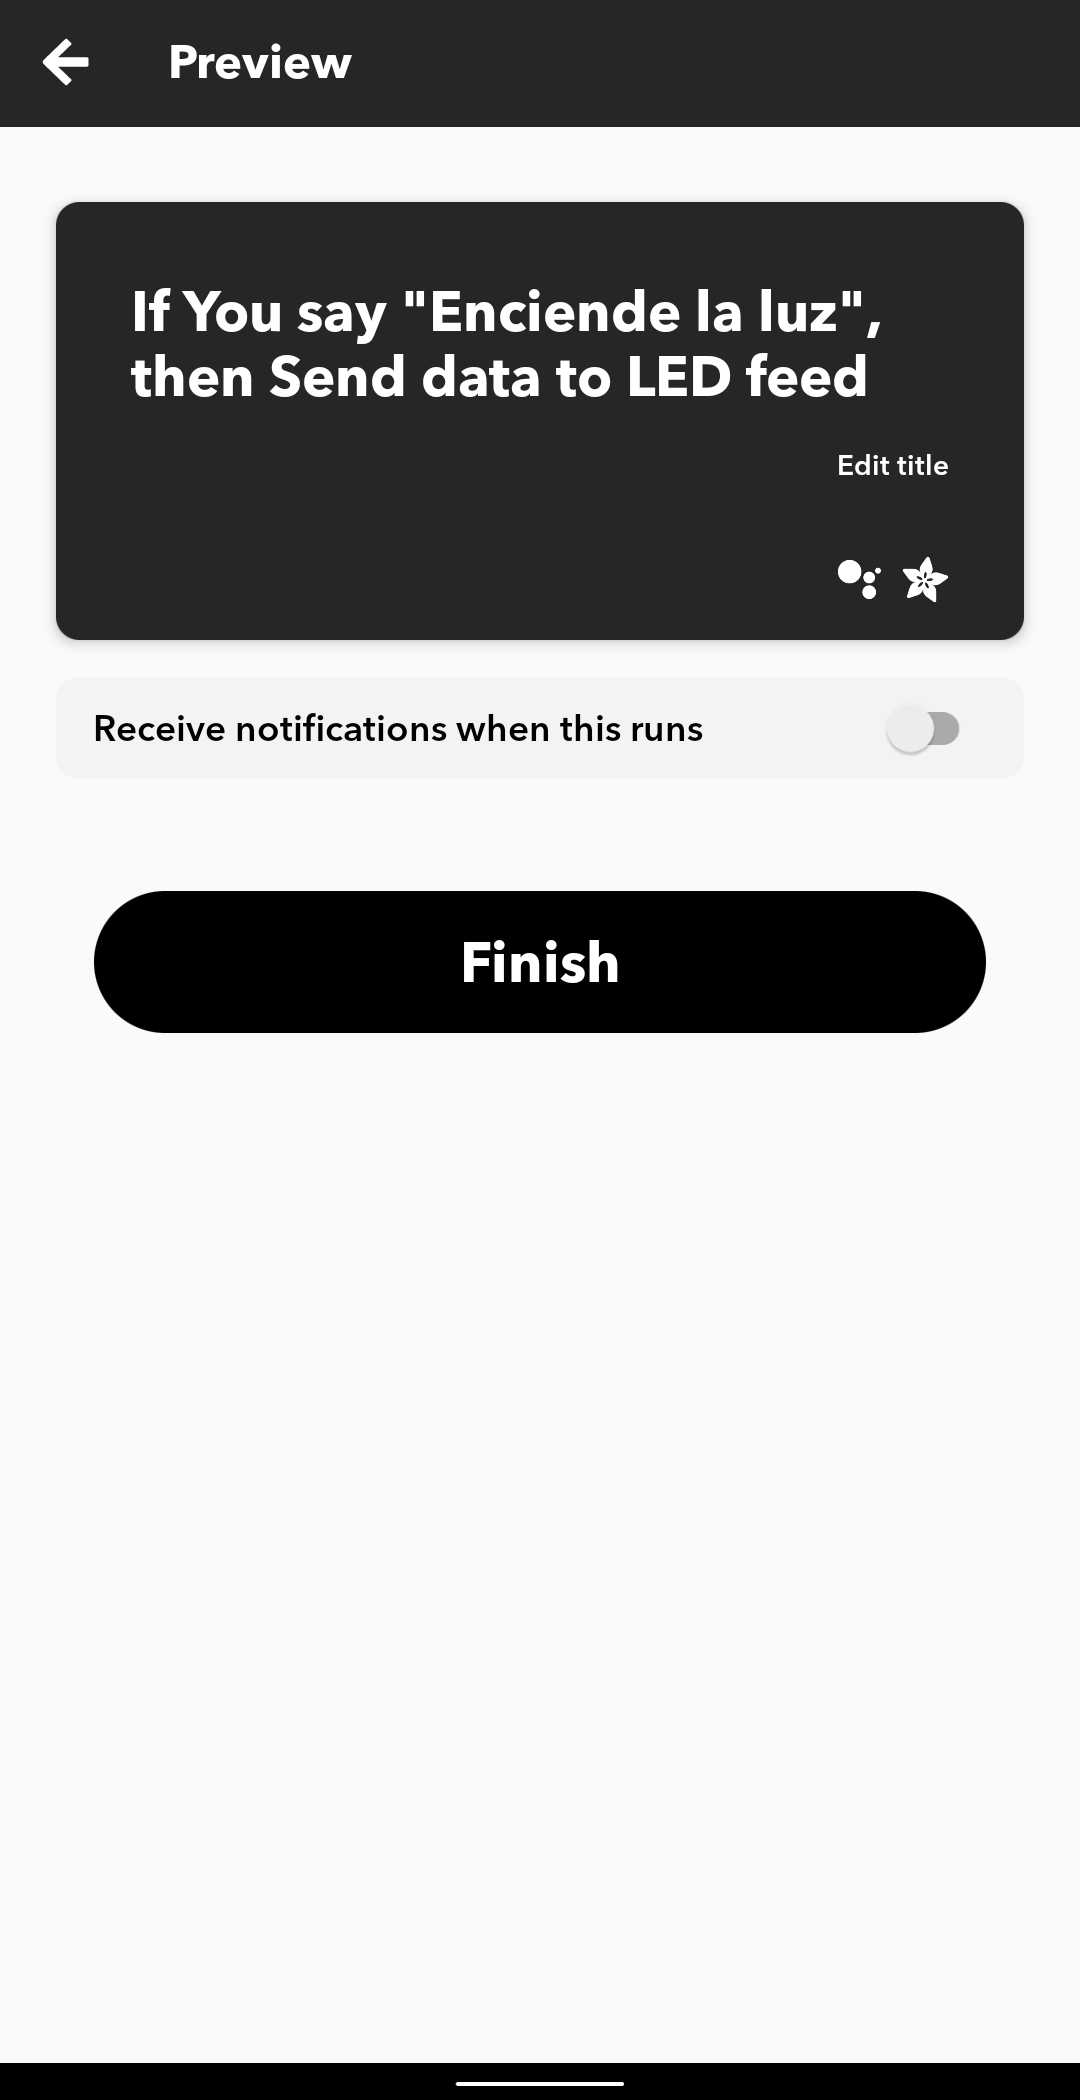 Preview
If You say "Enciende la luz",
then Send data to LED feed
Edit title
Receive notifications when this runs
Finish